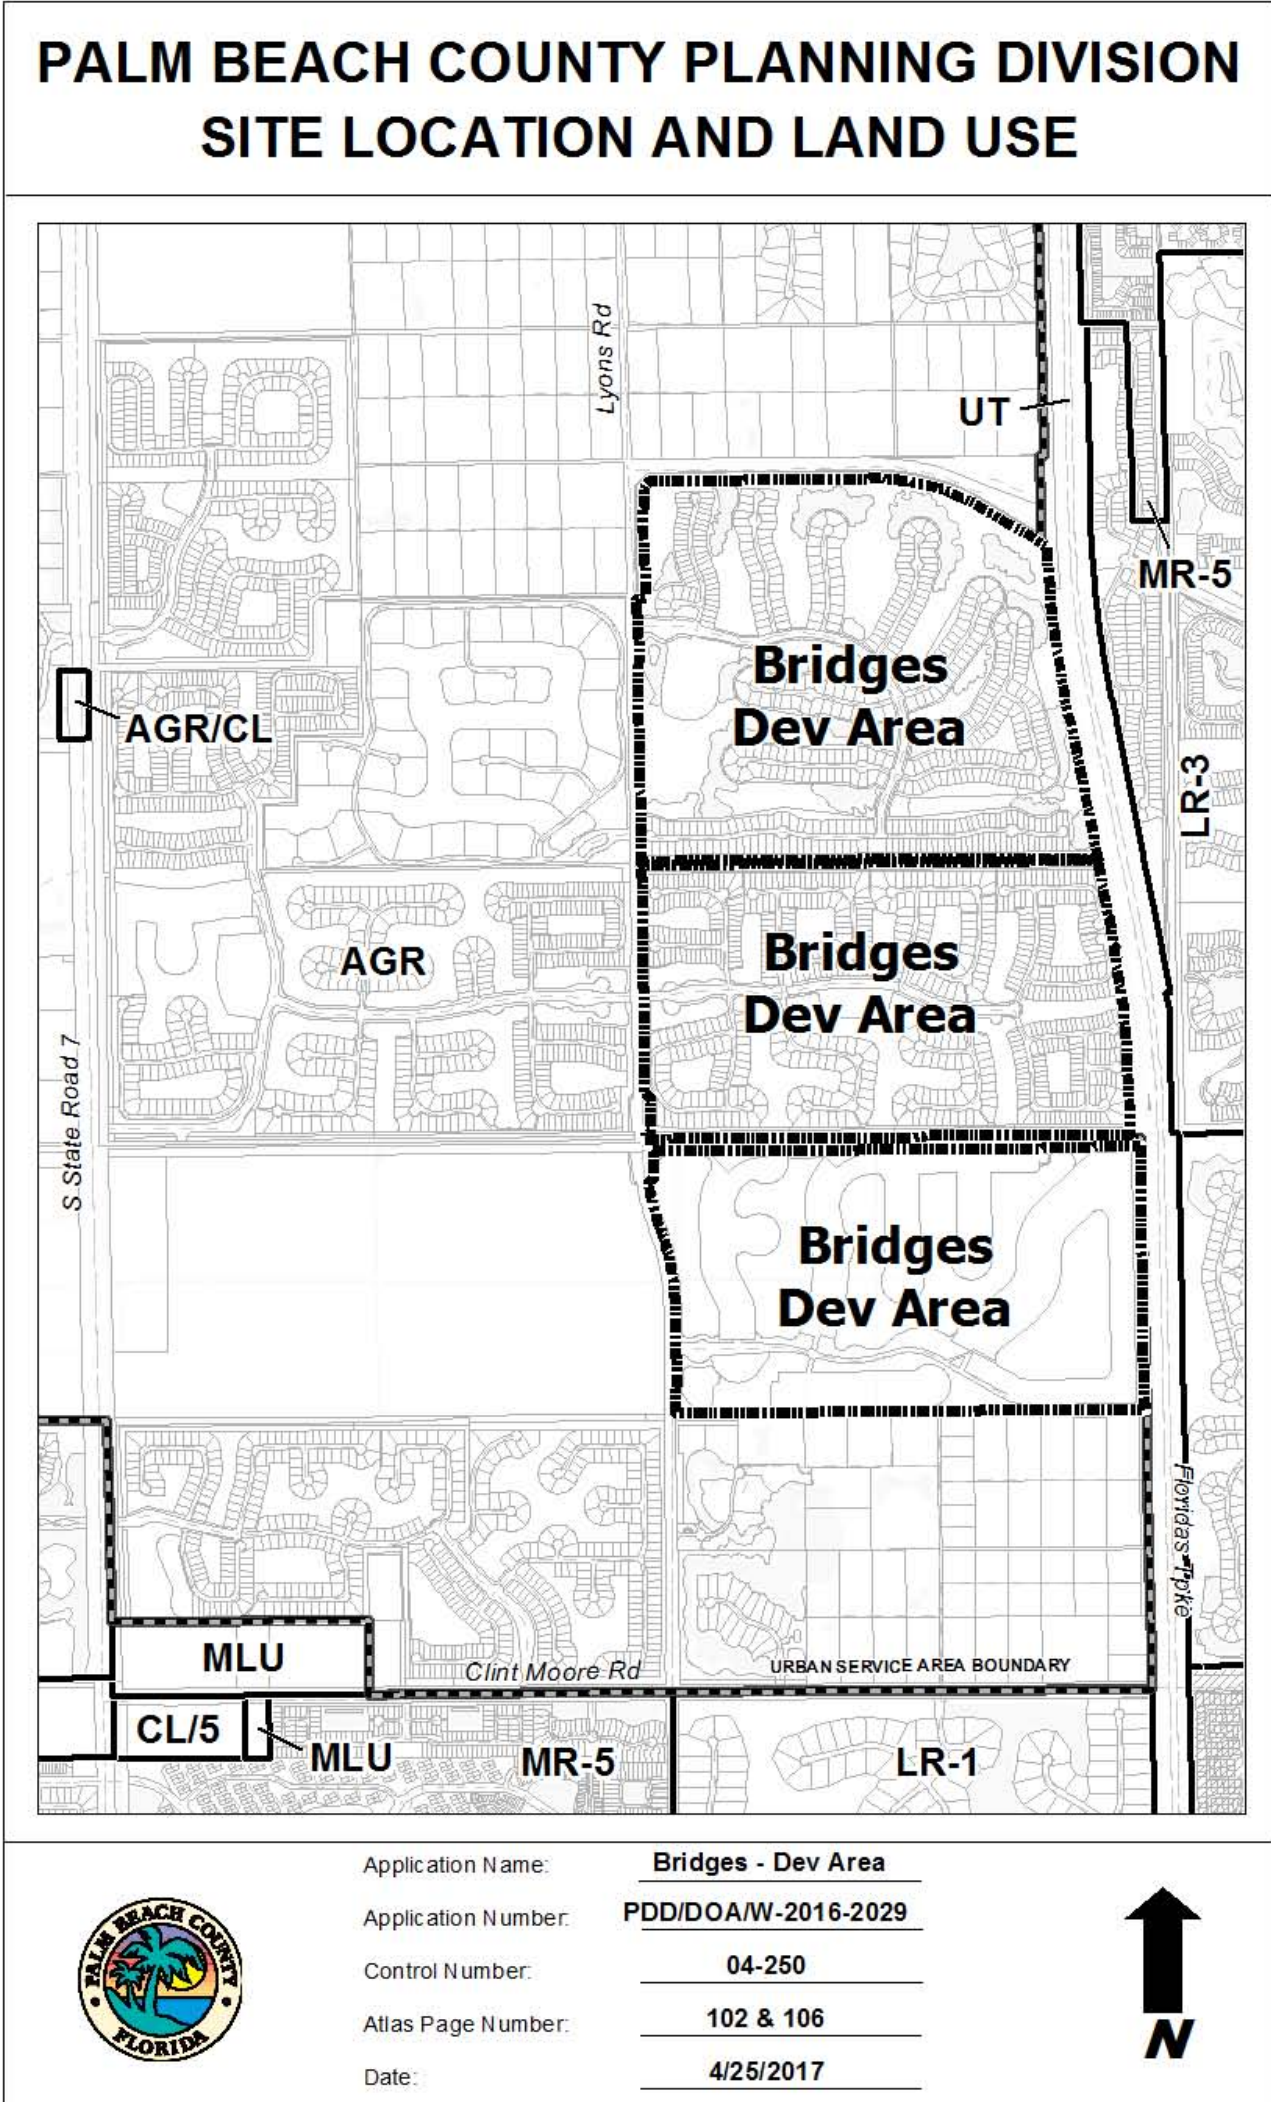 PALM BEACH COUNTY PLANNING DIVISION
SITE LOCATION AND LAND USE
Lyons Rd
UT
MR-5
Bridges
Dev Area
AGR/CL
LR-3
Bridges
Dev Area
AGR
S State Road 7
Bridges
Dev Area
Floridas Tpke
MLU
Clint Moore Rd
URBAN SERVICE AREA BOUNDARY
CL/5
MLU
MR-5
LR-1
Application Name: Bridges - Dev Area
Application Number: PDD/DOA/W-2016-2029
Control Number: 04-250
Atlas Page Number: 102 & 106
Date: 4/25/2017
PALM BEACH COUNTY
FLORIDA
N